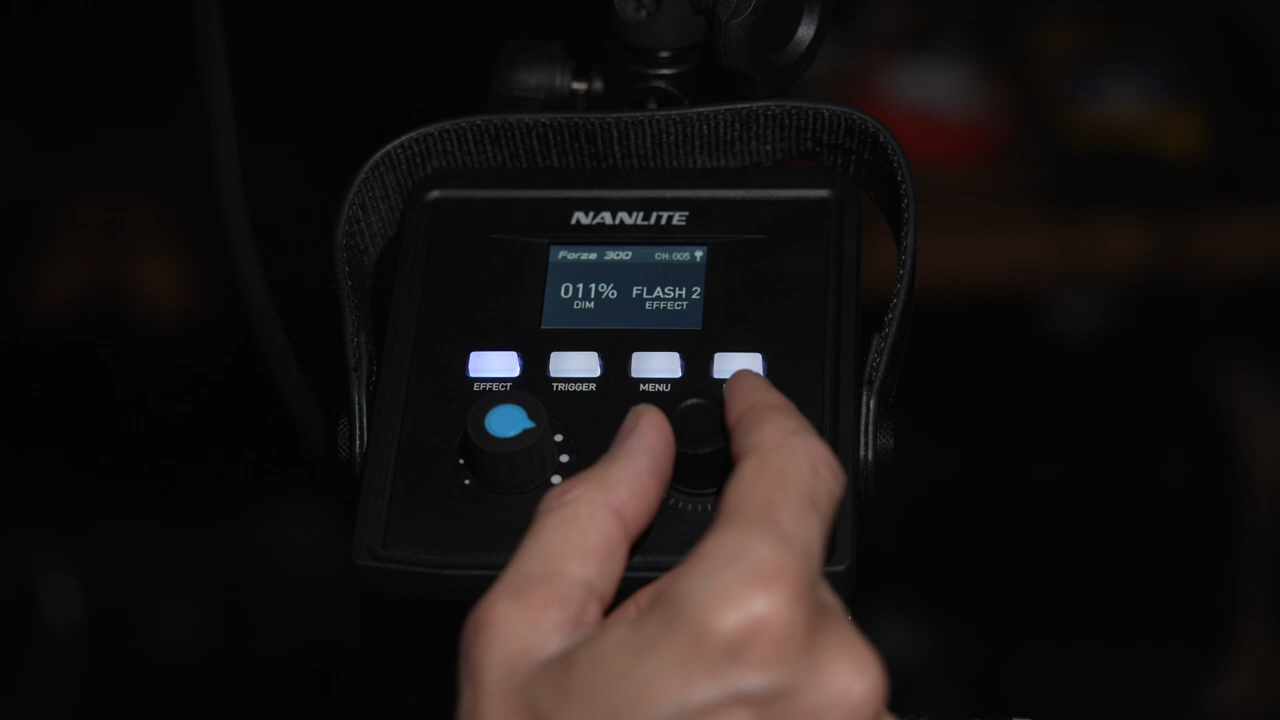 NANLITE
Forza 300 CH:005
011% FLASH 2
DIM EFFECT
EFFECT TRIGGER MENU